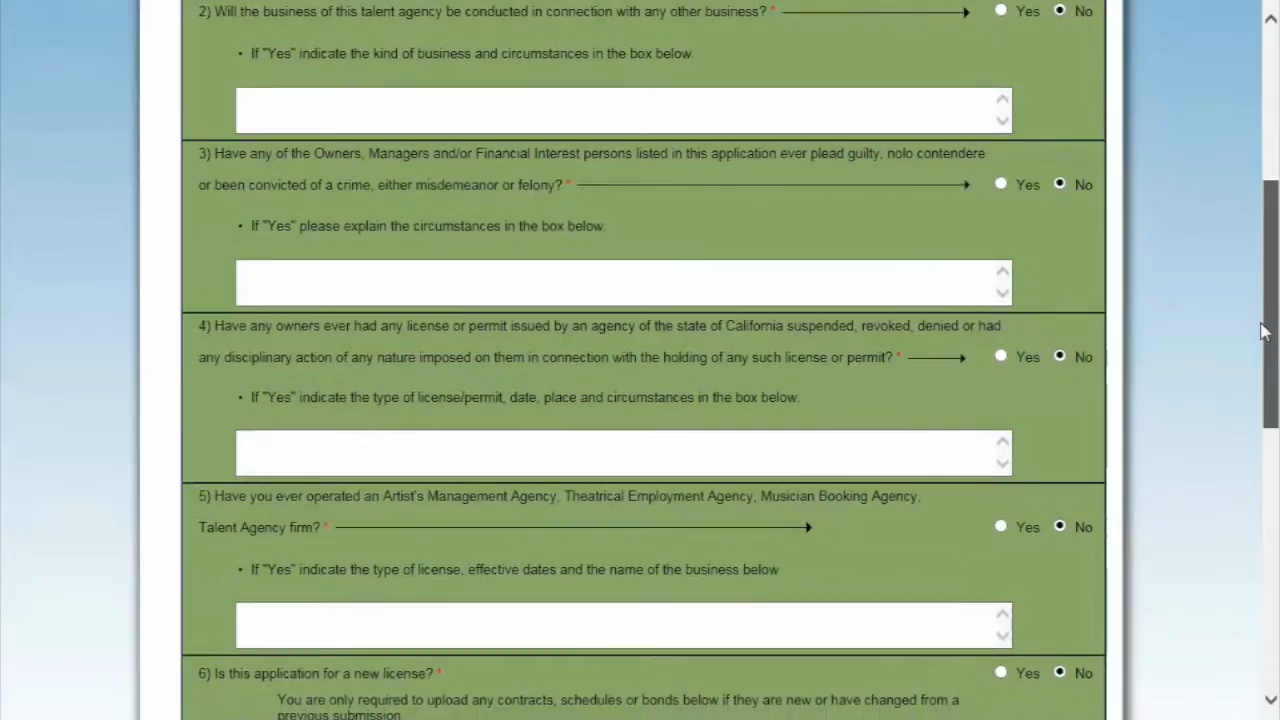 2) Will the business of this talent agency be conducted in connection with any other business? * Yes No
• If "Yes" indicate the kind of business and circumstances in the box below.
3) Have any of the Owners, Managers and/or Financial Interest persons listed in this application ever plead guilty, nolo contendere
or been convicted of a crime, either misdemeanor or felony? * Yes No
• If "Yes" please explain the circumstances in the box below.
4) Have any owners ever had any license or permit issued by an agency of the state of California suspended, revoked, denied or had
any disciplinary action of any nature imposed on them in connection with the holding of any such license or permit? * Yes No
• If "Yes" indicate the type of license/permit, date, place and circumstances in the box below.
5) Have you ever operated an Artist's Management Agency, Theatrical Employment Agency, Musician Booking Agency,
Talent Agency firm? * Yes No
• If "Yes" indicate the type of license, effective dates and the name of the business below
6) Is this application for a new license? * Yes No
You are only required to upload any contracts, schedules or bonds below if they are new or have changed from a
previous submission